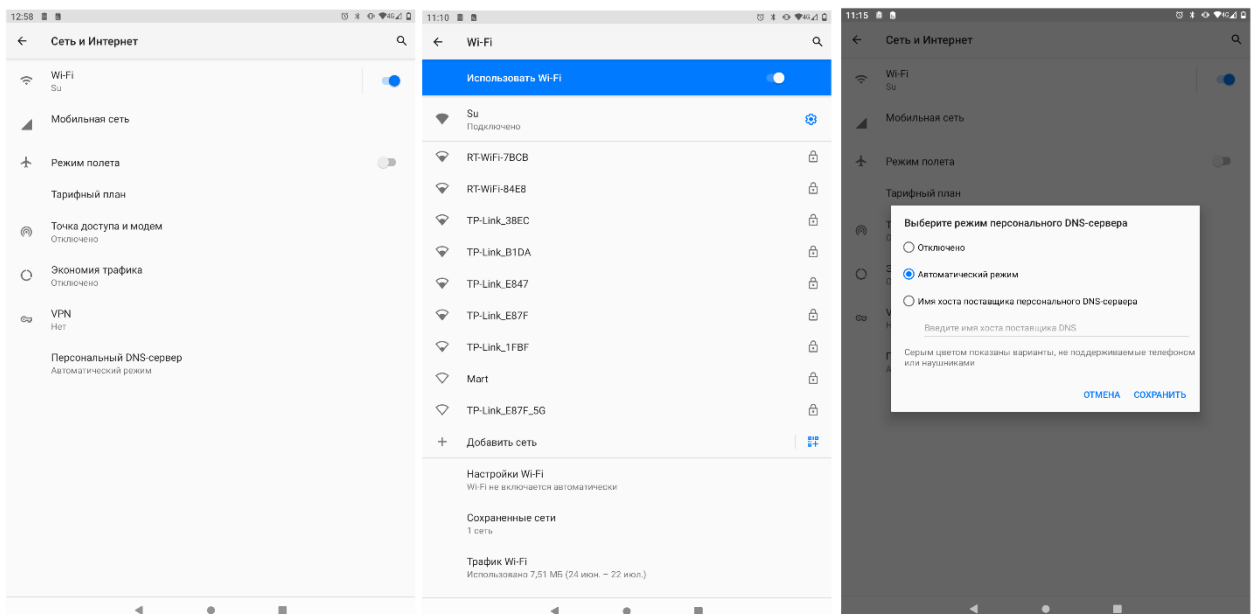 12:58
4G
Сеть и Интернет
Wi-Fi
Su
Мобильная сеть
Режим полета
Тарифный план
Точка доступа и модем
Отключено
Экономия трафика
Отключено
VPN
Нет
Персональный DNS-сервер
Автоматический режим
11:10
4G
Wi-Fi
Использовать Wi-Fi
Su
Подключено
RT-WiFi-7BCB
RT-WiFi-84E8
TP-Link_3BEC
TP-Link_B1DA
TP-Link_E847
TP-Link_E87F
TP-Link_1FBF
Mart
TP-Link_E87F_5G
Добавить сеть
Настройки Wi-Fi
Wi-Fi не включается автоматически
Сохраненные сети
1 сеть
Трафик Wi-Fi
Использовано 7,51 МБ (24 июн. – 22 июл.)
11:15
4G
Сеть и Интернет
Wi-Fi
Su
Мобильная сеть
Режим полета
Тарифный план
Выберите режим персонального DNS-сервера
Отключено
Автоматический режим
Имя хоста поставщика персонального DNS-сервера
Введите имя хоста поставщика DNS
Серым цветом показаны варианты, не поддерживаемые телефоном
или наушниками
ОТМЕНА СОХРАНИТЬ